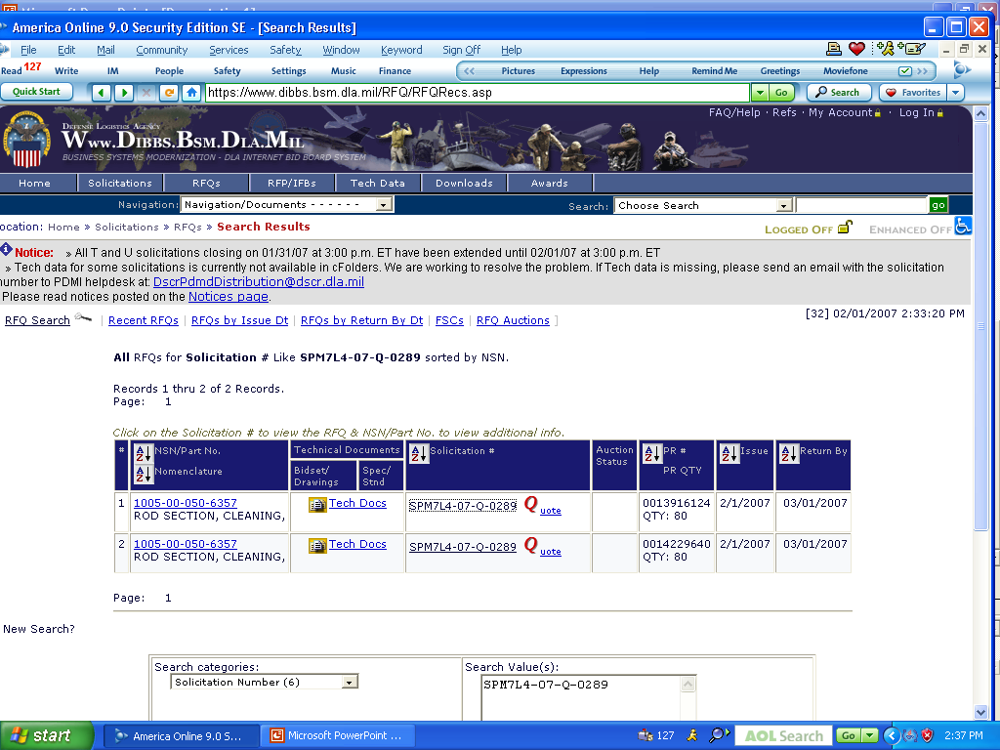 America Online 9.0 Security Edition SE - [Search Results]
File Edit Mail Community Services Safety Window Keyword Sign Off Help
Read 127 Write IM People Safety Settings Music Finance << Pictures Expressions Help Remind Me Greetings Moviefone >>
Quick Start https://www.dibbs.bsm.dla.mil/RFQ/RFQRecs.asp Go Search Favorites
FAQ/Help · Refs · My Account · Log In
Defense Logistics Agency
Www.Dibbs.Bsm.Dla.Mil
BUSINESS SYSTEMS MODERNIZATION - DLA INTERNET BID BOARD SYSTEM
Home Solicitations RFQs RFP/IFBs Tech Data Downloads Awards
Navigation: Navigation/Documents - - - - - - Search: Choose Search go
ocation: Home » Solicitations » RFQs » Search Results LOGGED OFF ENHANCED OFF
Notice: » All T and U solicitations closing on 01/31/07 at 3:00 p.m. ET have been extended until 02/01/07 at 3:00 p.m. ET
» Tech data for some solicitations is currently not available in cFolders. We are working to resolve the problem. If Tech data is missing, please send an email with the solicitation
number to PDMI helpdesk at: DscrPdmdDistribution@dscr.dla.mil
Please read notices posted on the Notices page.
RFQ Search | Recent RFQs | RFQs by Issue Dt | RFQs by Return By Dt | FSCs | RFQ Auctions ]
[32] 02/01/2007 2:33:20 PM
All RFQs for Solicitation # Like SPM7L4-07-Q-0289 sorted by NSN.
Records 1 thru 2 of 2 Records.
Page: 1
Click on the Solicitation # to view the RFQ & NSN/Part No. to view additional info.
# NSN/Part No. Nomenclature Technical Documents Bidset/ Drawings Spec/ Stnd Solicitation # Auction Status PR # PR QTY Issue Return By
1 1005-00-050-6357 Tech Docs SPM7L4-07-Q-0289 Quote 0013916124 2/1/2007 03/01/2007
ROD SECTION, CLEANING, QTY: 80
2 1005-00-050-6357 Tech Docs SPM7L4-07-Q-0289 Quote 0014229640 2/1/2007 03/01/2007
ROD SECTION, CLEANING, QTY: 80
Page: 1
New Search?
Search categories: Search Value(s):
Solicitation Number (6) SPM7L4-07-Q-0289
start America Online 9.0 S... Microsoft PowerPoint ... 127 AOL Search Go 2:37 PM